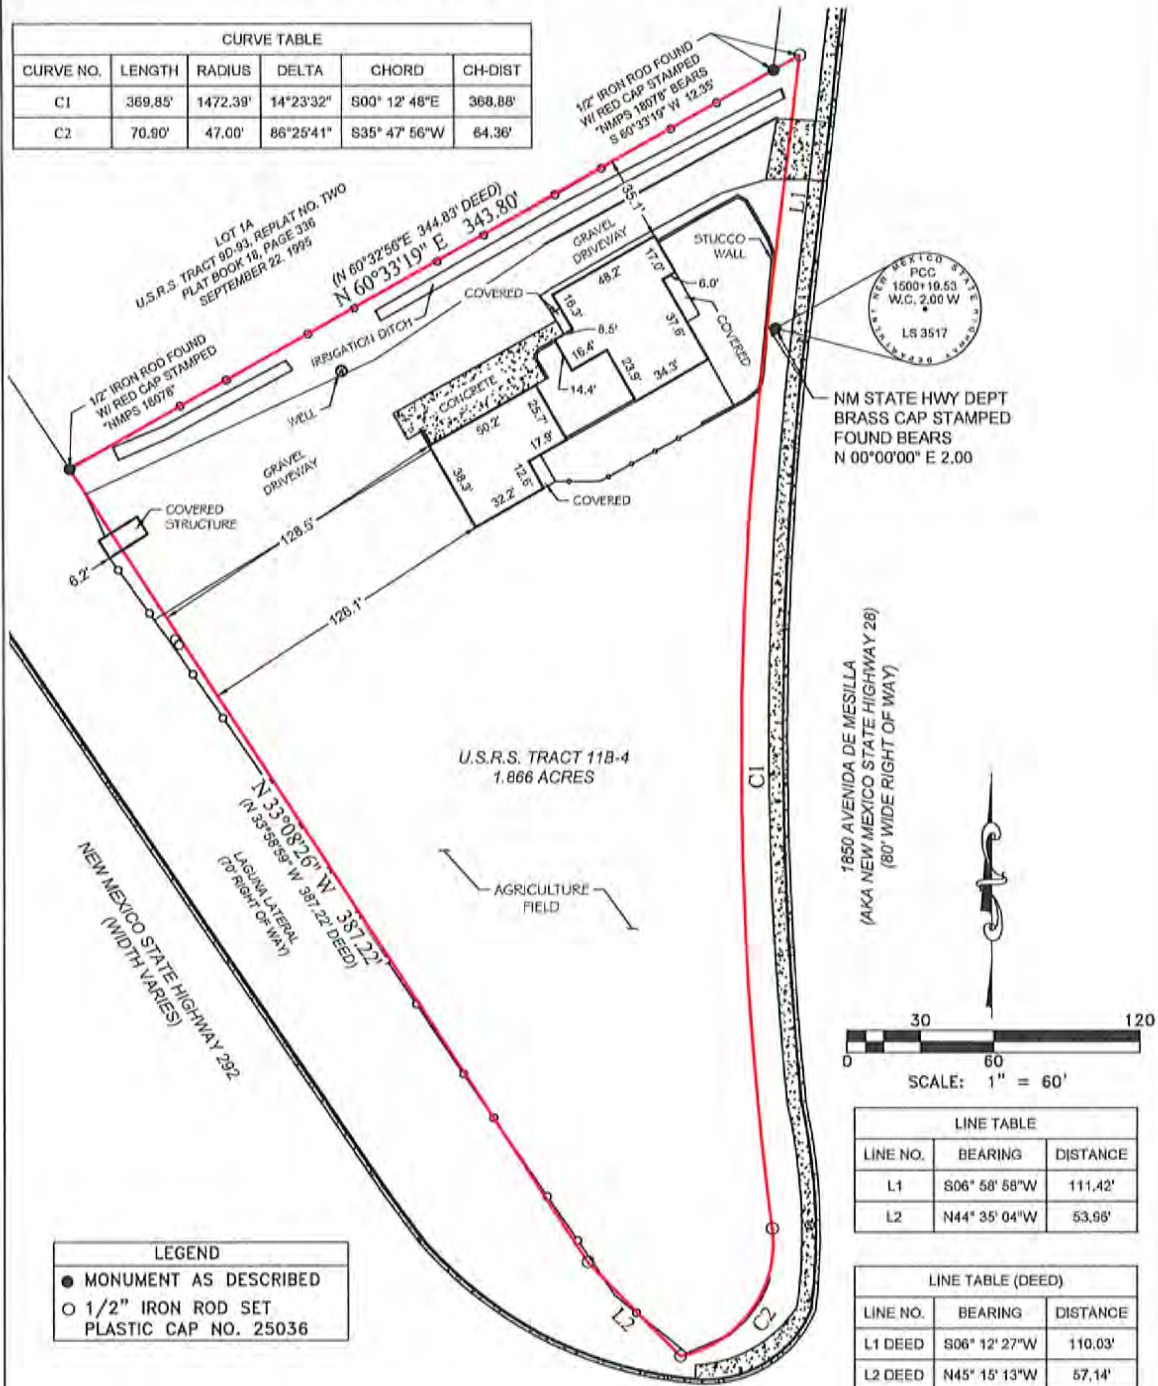 CURVE TABLE
CURVE NO. LENGTH RADIUS DELTA CHORD CH-DIST
C1 369.85' 1472.39' 14°23'32" S00° 12' 48"E 368.88'
C2 70.90' 47.00' 86°25'41" S35° 47' 56"W 64.36'
1/2" IRON ROD FOUND
W/ RED CAP STAMPED
"NMPS 18078" BEARS
S 60°33'19" W 12.35'
LOT 1A
U.S.R.S. TRACT 9D-93, REPLAT NO. TWO
PLAT BOOK 18, PAGE 336
SEPTEMBER 22, 1995
(N 60°32'56"E 344.83' DEED)
N 60°33'19" E 343.80'
35.1'
L1
GRAVEL
DRIVEWAY
STUCCO
WALL
NEW MEXICO STATE HIGHWAY DEPARTMENT
PCC
1500+19.53
W.C. 2.00 W
LS 3517
COVERED
48.2'
17.0'
6.0'
COVERED
16.3'
8.5'
37.6'
16.4'
23.9'
34.3'
14.4'
IRRIGATION DITCH
1/2" IRON ROD FOUND
W/ RED CAP STAMPED
"NMPS 18078"
WELL
CONCRETE
50.2'
25.7'
17.9'
12.6'
38.3'
32.2'
COVERED
NM STATE HWY DEPT
BRASS CAP STAMPED
FOUND BEARS
N 00°00'00" E 2.00
GRAVEL
DRIVEWAY
COVERED
STRUCTURE
6.2'
128.5'
126.1'
1850 AVENIDA DE MESILLA
(AKA NEW MEXICO STATE HIGHWAY 28)
(80' WIDE RIGHT OF WAY)
U.S.R.S. TRACT 11B-4
1.866 ACRES
C1
N 33°08'26" W 387.22'
(N 33°58'59" W 387.22' DEED)
LAGUNA LATERAL
(70' RIGHT OF WAY)
AGRICULTURE
FIELD
NEW MEXICO STATE HIGHWAY 292
(WIDTH VARIES)
30 120
0 60
SCALE: 1" = 60'
LINE TABLE
LINE NO. BEARING DISTANCE
L1 S06° 58' 58"W 111.42'
L2 N44° 35' 04"W 53.96'
LEGEND
MONUMENT AS DESCRIBED
1/2" IRON ROD SET
PLASTIC CAP NO. 25036
L2
C2
LINE TABLE (DEED)
LINE NO. BEARING DISTANCE
L1 DEED S06° 12' 27"W 110.03'
L2 DEED N45° 15' 13"W 57.14'